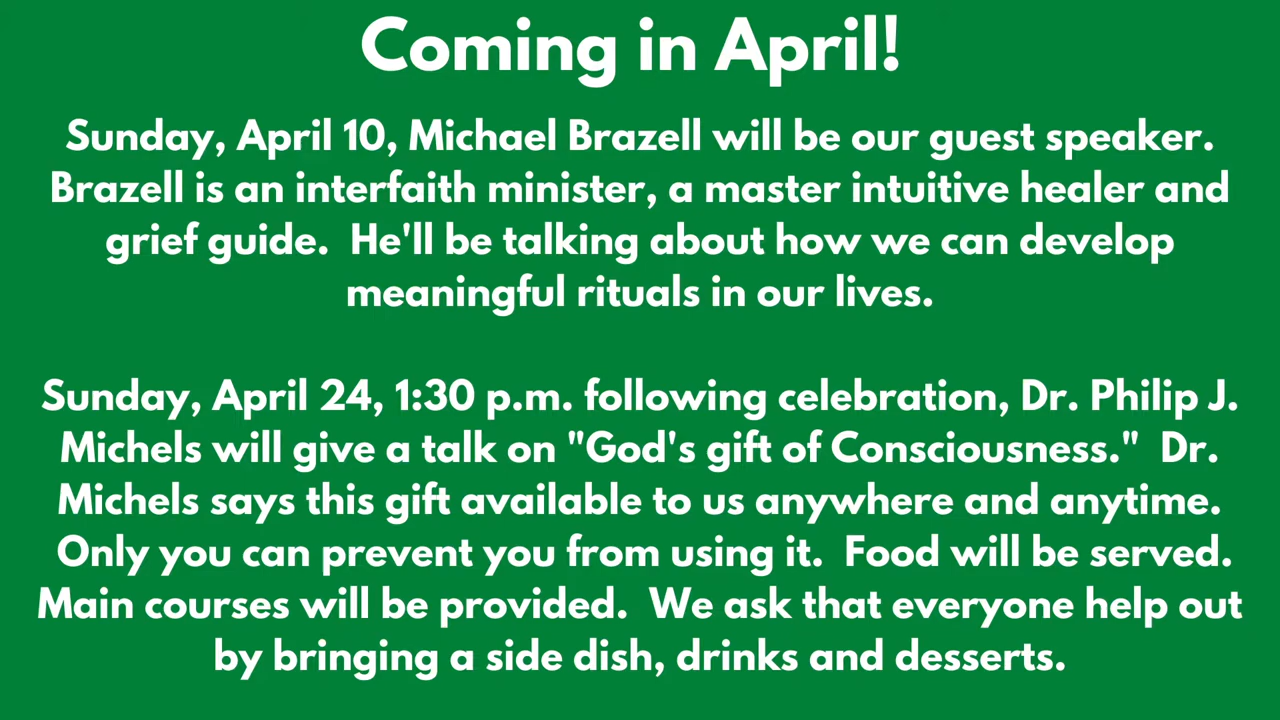 Coming in April!
Sunday, April 10, Michael Brazell will be our guest speaker.
Brazell is an interfaith minister, a master intuitive healer and
grief guide.  He'll be talking about how we can develop
meaningful rituals in our lives.
Sunday, April 24, 1:30 p.m. following celebration, Dr. Philip J.
Michels will give a talk on "God's gift of Consciousness."  Dr.
Michels says this gift available to us anywhere and anytime.
Only you can prevent you from using it.  Food will be served.
Main courses will be provided.  We ask that everyone help out
by bringing a side dish, drinks and desserts.